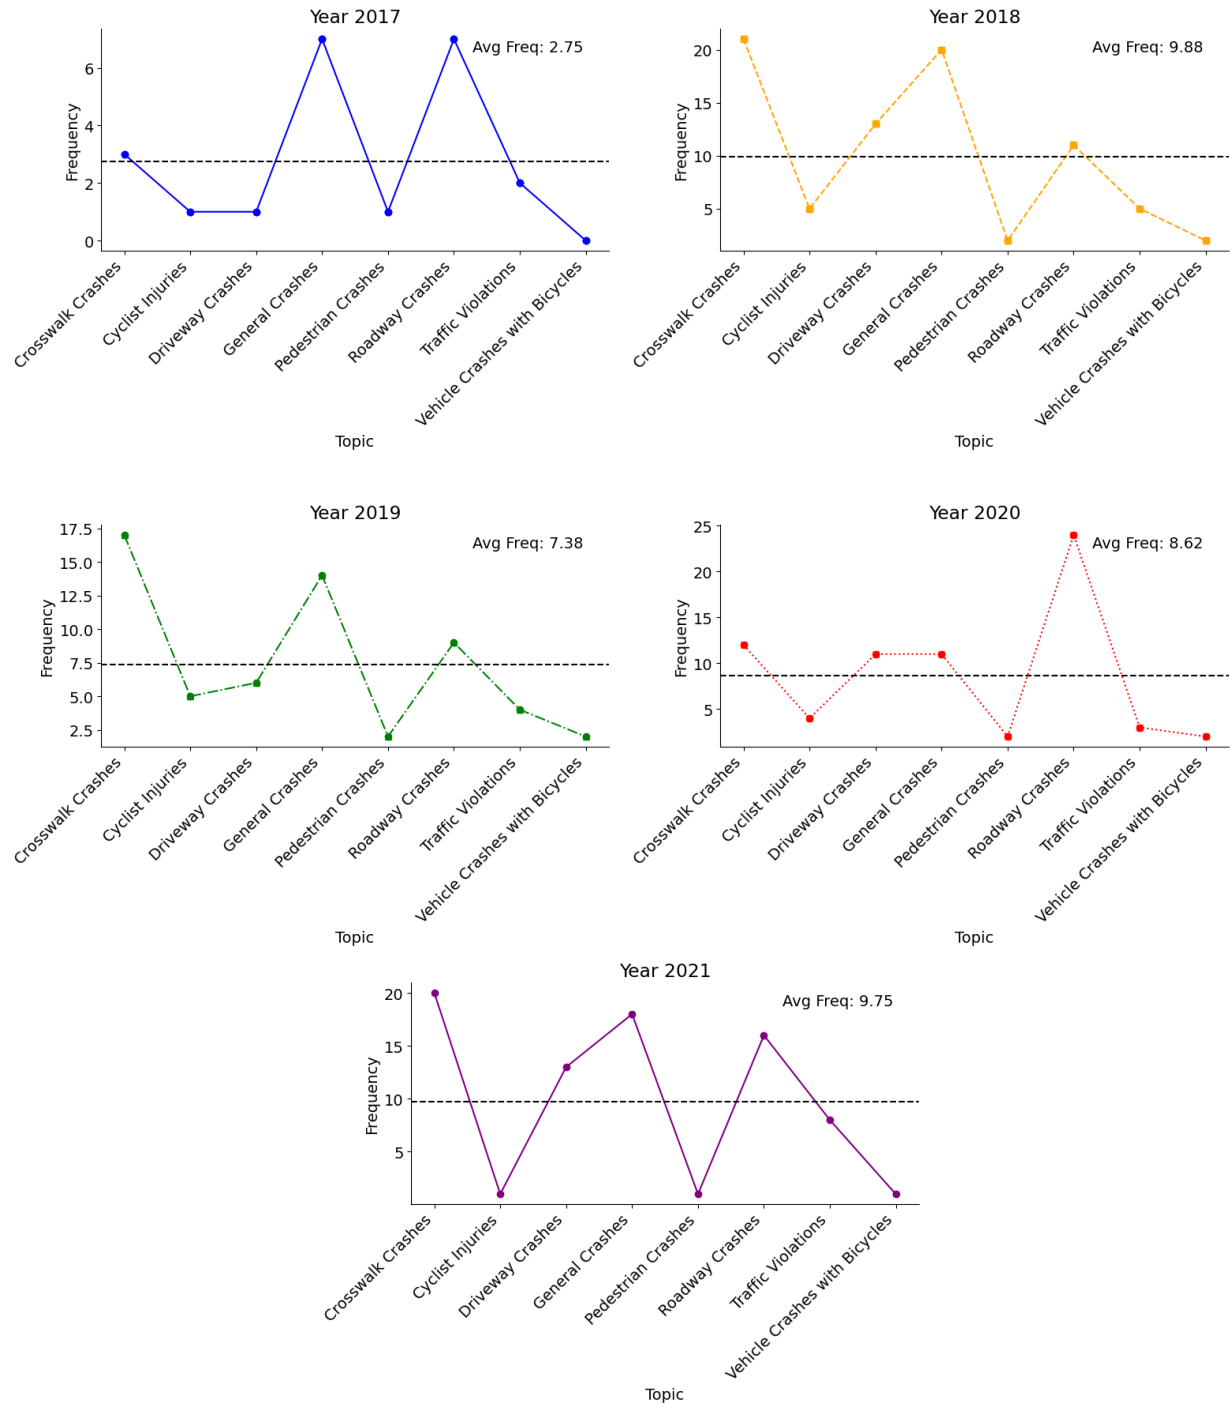 Year 2017
Avg Freq: 2.75
Frequency
6
4
2
0
Crosswalk Crashes
Cyclist Injuries
Driveway Crashes
General Crashes
Pedestrian Crashes
Roadway Crashes
Traffic Violations
Vehicle Crashes with Bicycles
Topic
Year 2018
Avg Freq: 9.88
Frequency
20
15
10
5
Crosswalk Crashes
Cyclist Injuries
Driveway Crashes
General Crashes
Pedestrian Crashes
Roadway Crashes
Traffic Violations
Vehicle Crashes with Bicycles
Topic
Year 2019
Avg Freq: 7.38
Frequency
17.5
15.0
12.5
10.0
7.5
5.0
2.5
Crosswalk Crashes
Cyclist Injuries
Driveway Crashes
General Crashes
Pedestrian Crashes
Roadway Crashes
Traffic Violations
Vehicle Crashes with Bicycles
Topic
Year 2020
Avg Freq: 8.62
Frequency
25
20
15
10
5
Crosswalk Crashes
Cyclist Injuries
Driveway Crashes
General Crashes
Pedestrian Crashes
Roadway Crashes
Traffic Violations
Vehicle Crashes with Bicycles
Topic
Year 2021
Avg Freq: 9.75
Frequency
20
15
10
5
Crosswalk Crashes
Cyclist Injuries
Driveway Crashes
General Crashes
Pedestrian Crashes
Roadway Crashes
Traffic Violations
Vehicle Crashes with Bicycles
Topic